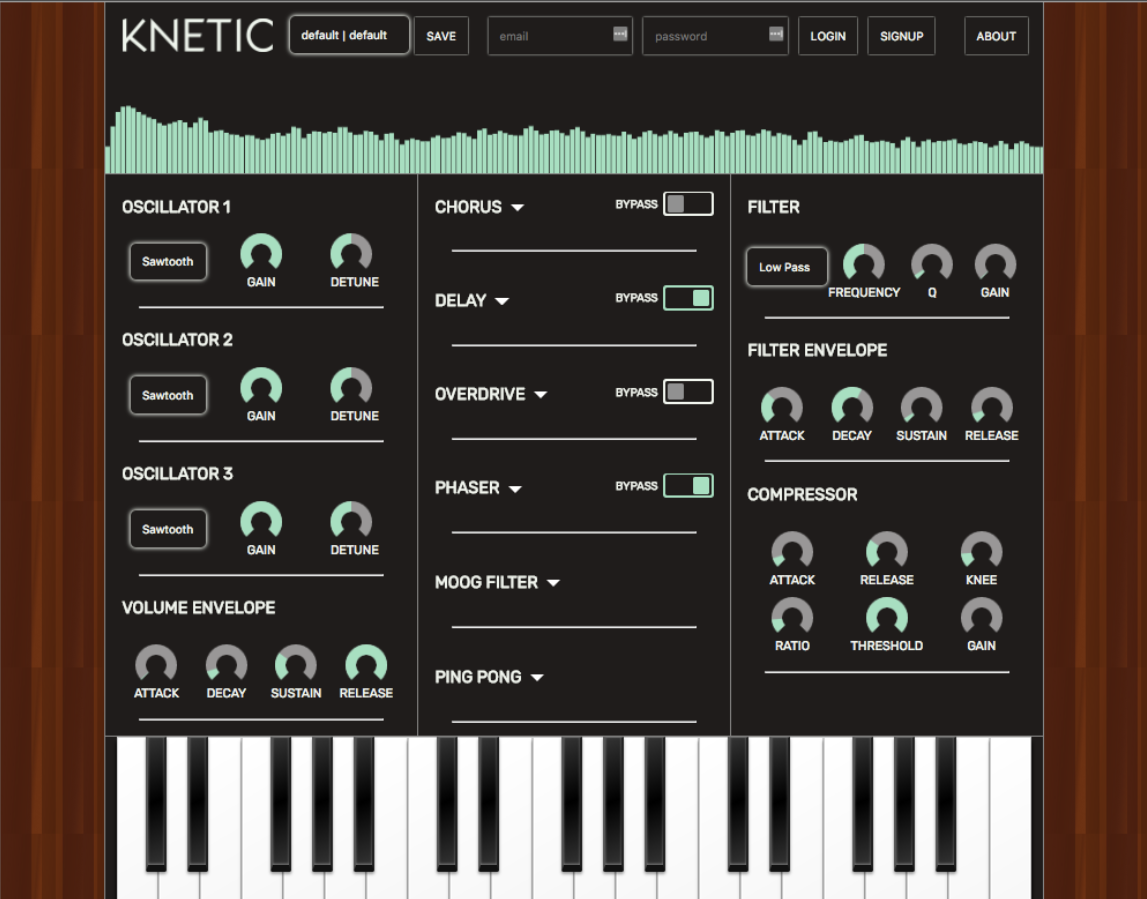 KNETIC default | default SAVE email password LOGIN SIGNUP ABOUT
OSCILLATOR 1
Sawtooth
GAIN DETUNE
OSCILLATOR 2
Sawtooth
GAIN DETUNE
OSCILLATOR 3
Sawtooth
GAIN DETUNE
VOLUME ENVELOPE
ATTACK DECAY SUSTAIN RELEASE
CHORUS BYPASS
DELAY BYPASS
OVERDRIVE BYPASS
PHASER BYPASS
MOOG FILTER
PING PONG
FILTER
Low Pass
FREQUENCY Q GAIN
FILTER ENVELOPE
ATTACK DECAY SUSTAIN RELEASE
COMPRESSOR
ATTACK RELEASE KNEE
RATIO THRESHOLD GAIN